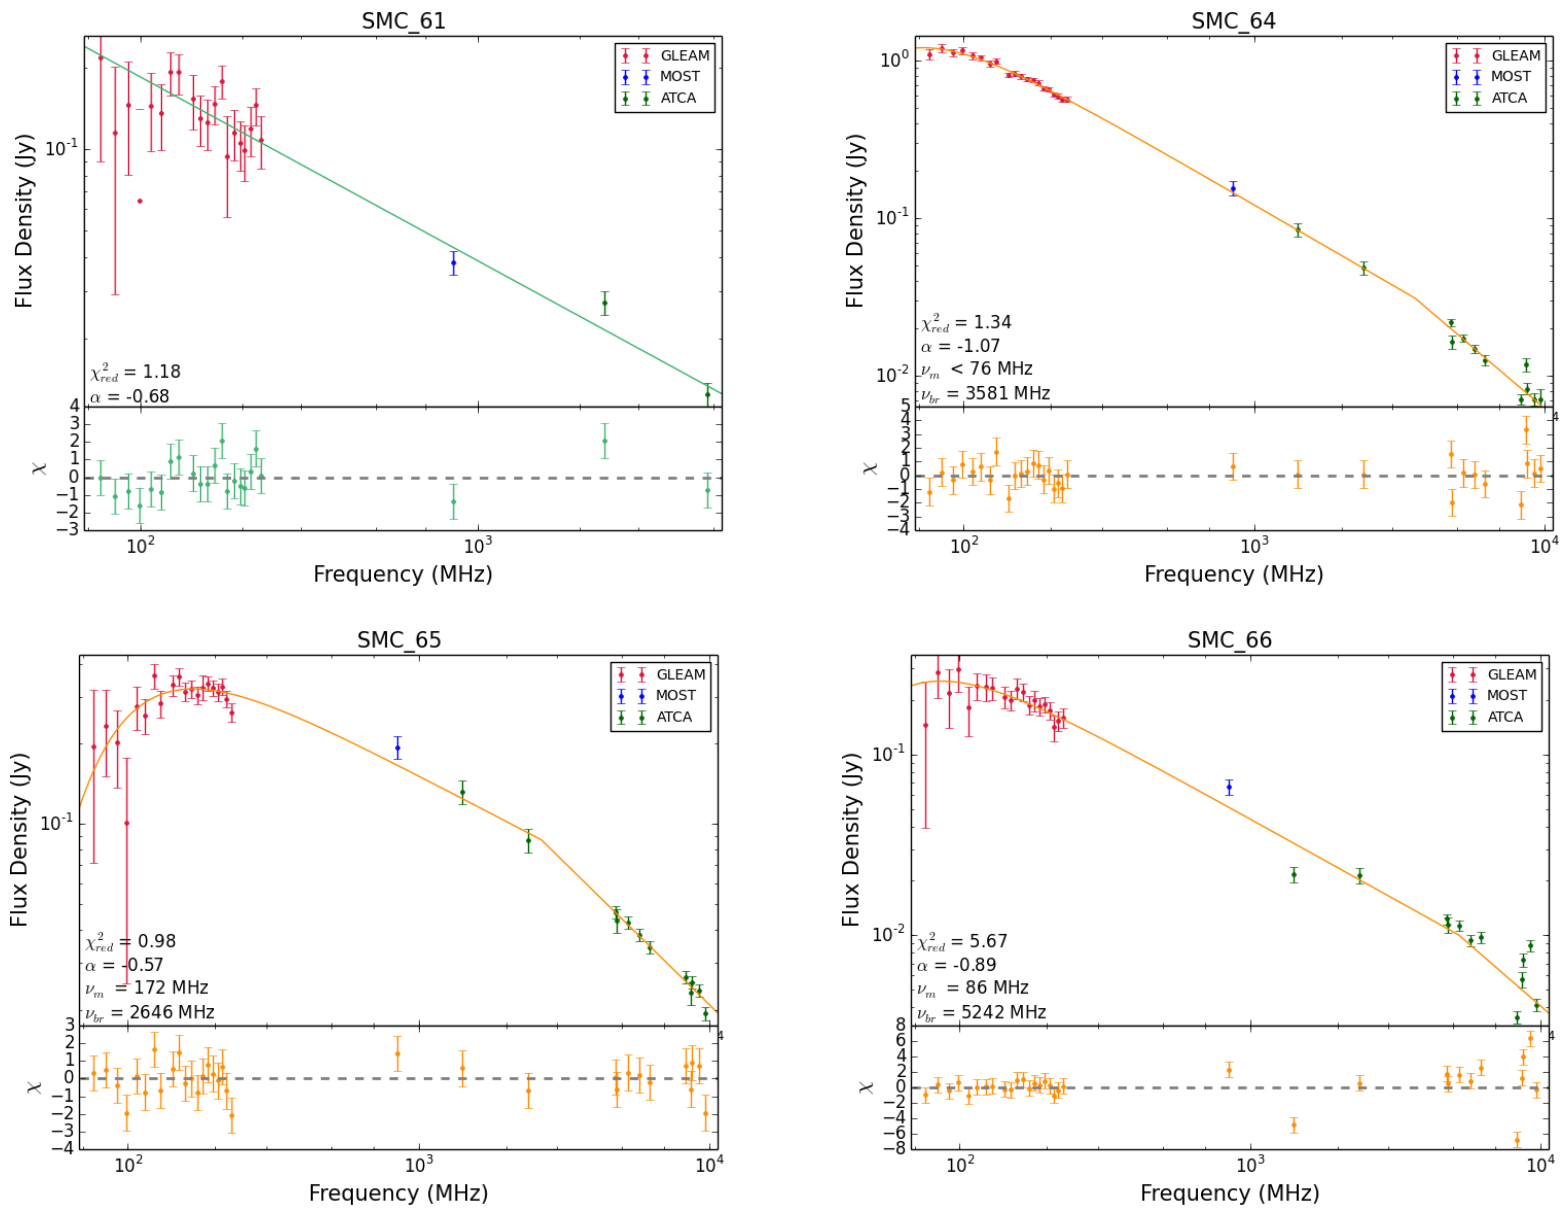 SMC_61
GLEAM
MOST
ATCA
Flux Density (Jy)
10⁻¹
χ²red = 1.18
α = -0.68
4
3
2
1
0
−1
−2
−3
χ
10² 10³
Frequency (MHz)
SMC_64
GLEAM
MOST
ATCA
Flux Density (Jy)
10⁰
10⁻¹
10⁻²
χ²red = 1.34
α = -1.07
νm < 76 MHz
νbr = 3581 MHz
5
4
3
2
1
0
−1
−2
−3
−4
χ
4
10² 10³ 10⁴
Frequency (MHz)
SMC_65
GLEAM
MOST
ATCA
Flux Density (Jy)
10⁻¹
χ²red = 0.98
α = -0.57
νm = 172 MHz
νbr = 2646 MHz
3
2
1
0
−1
−2
−3
−4
χ
4
10² 10³ 10⁴
Frequency (MHz)
SMC_66
GLEAM
MOST
ATCA
Flux Density (Jy)
10⁻¹
10⁻²
χ²red = 5.67
α = -0.89
νm = 86 MHz
νbr = 5242 MHz
8
6
4
2
0
−2
−4
−6
−8
χ
4
10² 10³ 10⁴
Frequency (MHz)